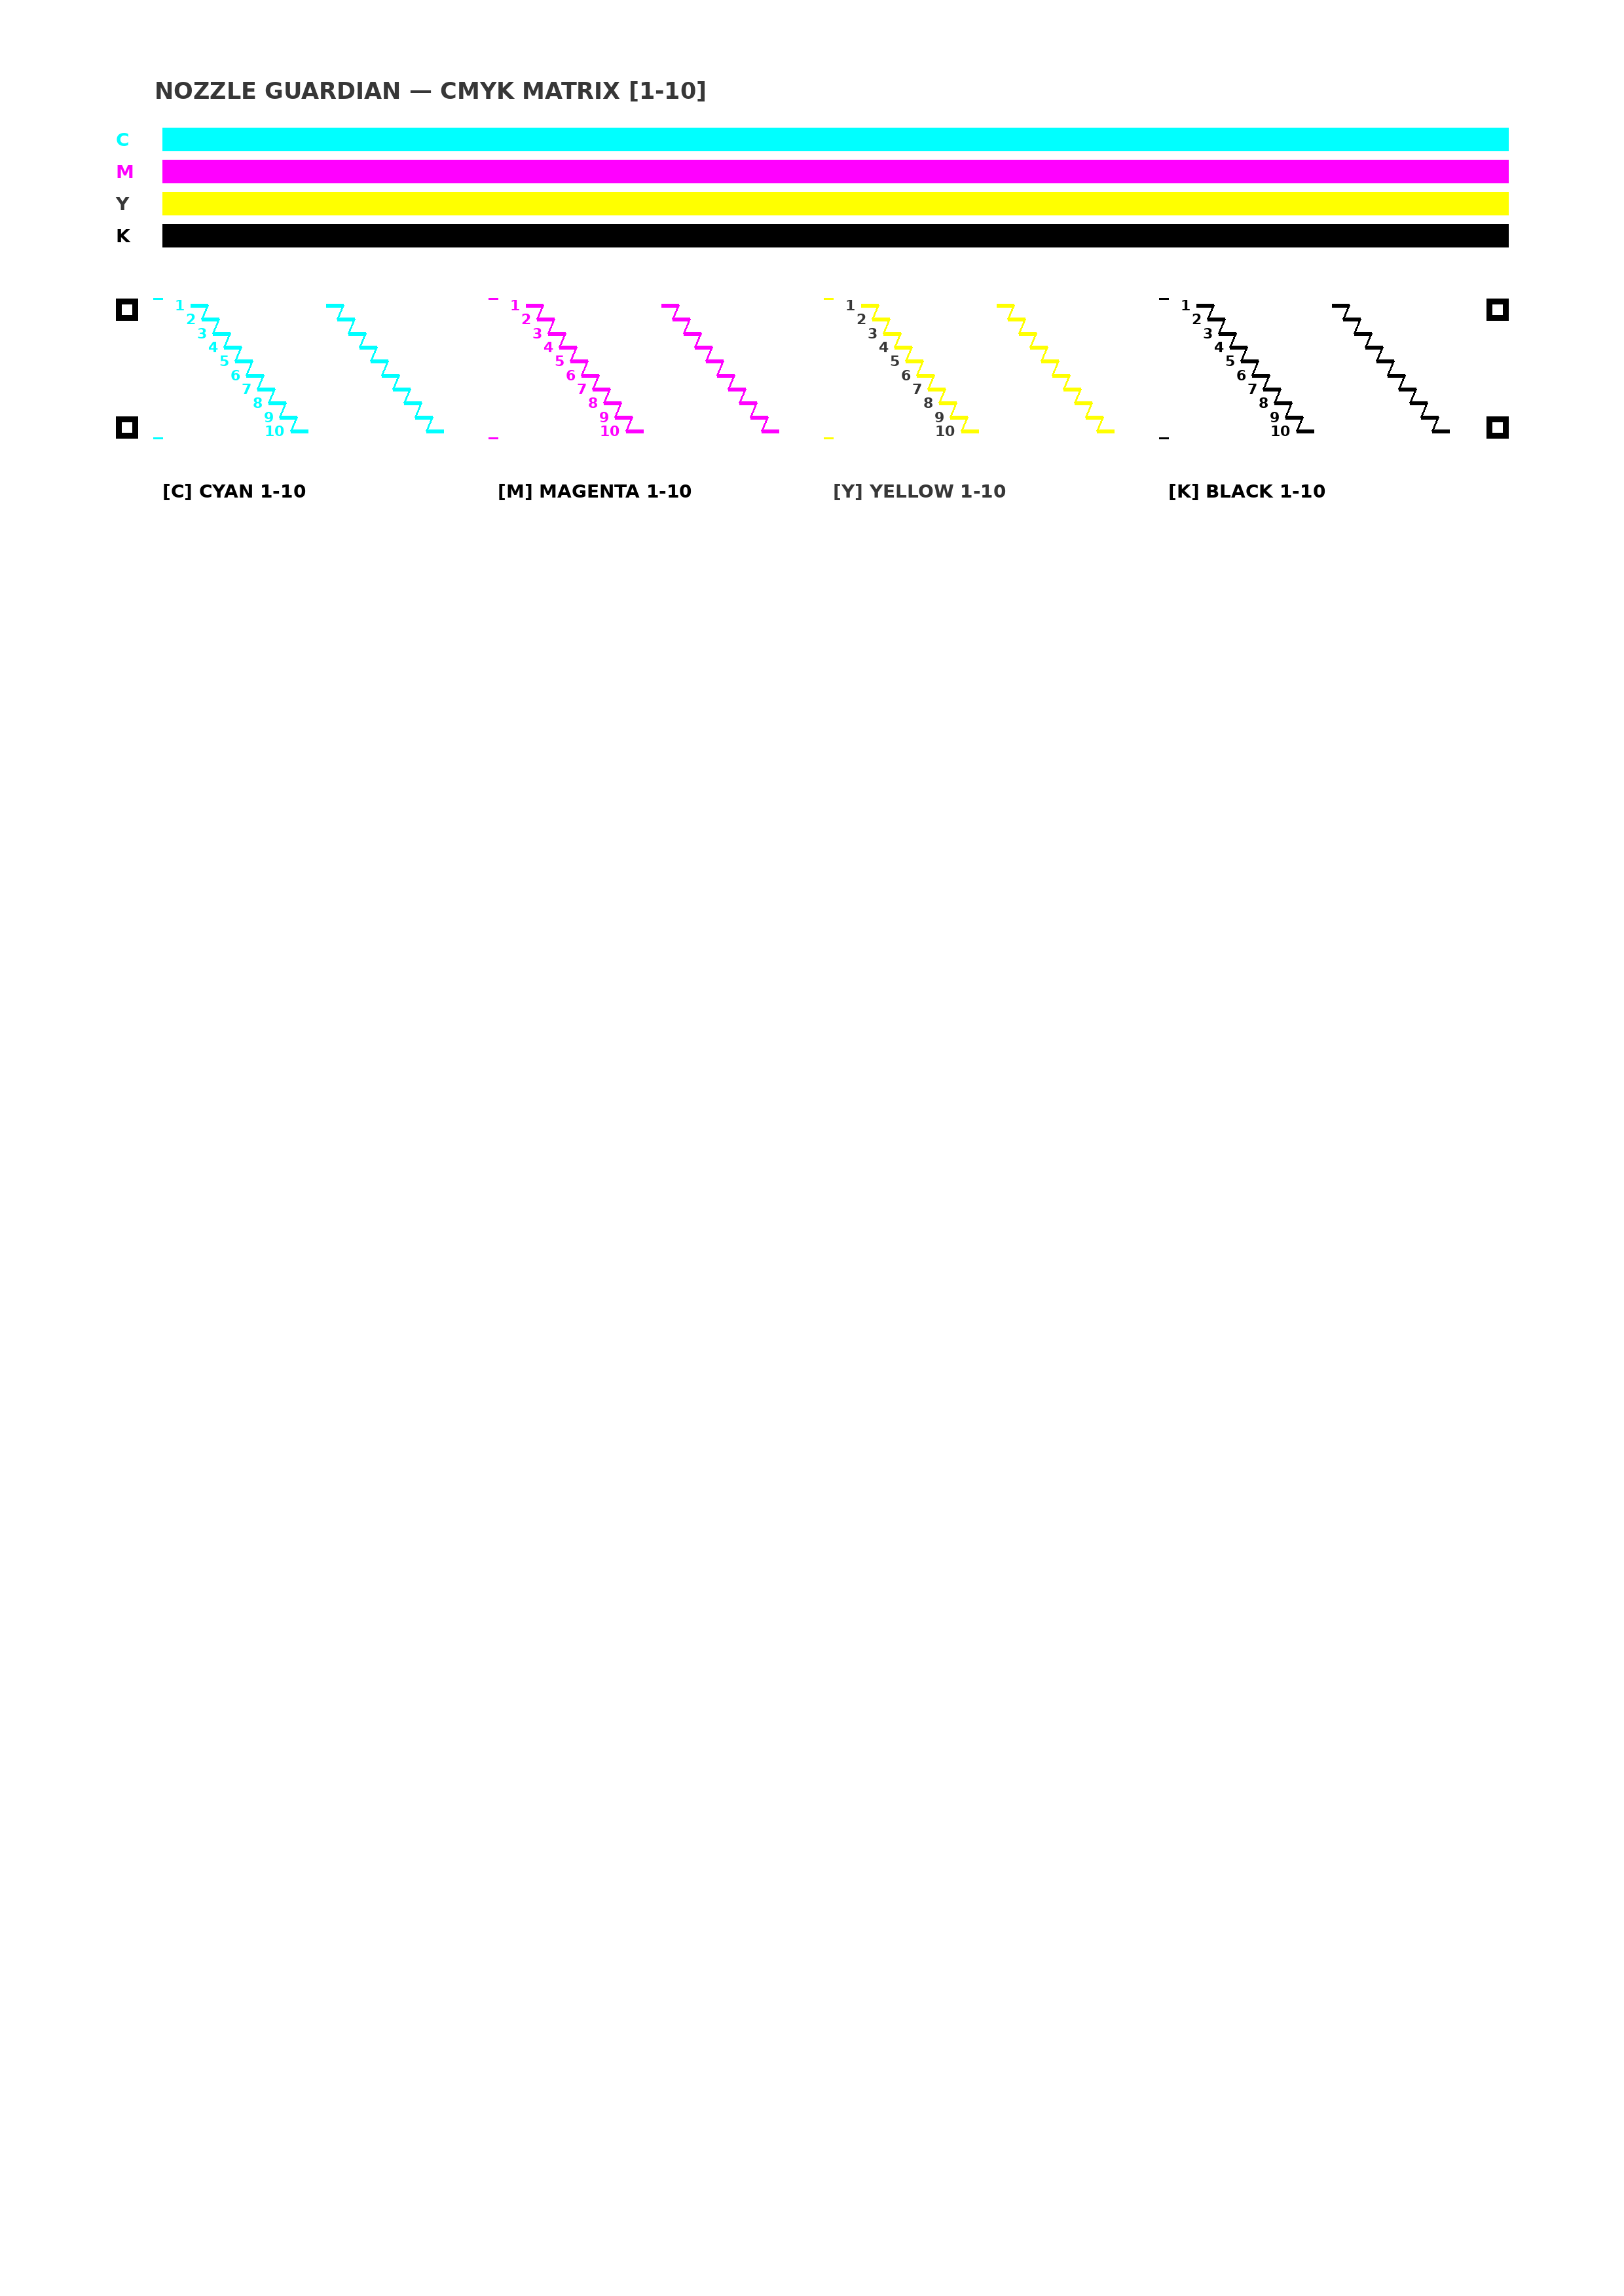 NOZZLE GUARDIAN — CMYK MATRIX [1-10]
C
M
Y
K
1 1 1 1
2 2 2 2
3 3 3 3
4 4 4 4
5 5 5 5
6 6 6 6
7 7 7 7
8 8 8 8
9 9 9 9
10 10 10 10
[C] CYAN 1-10 [M] MAGENTA 1-10 [Y] YELLOW 1-10 [K] BLACK 1-10